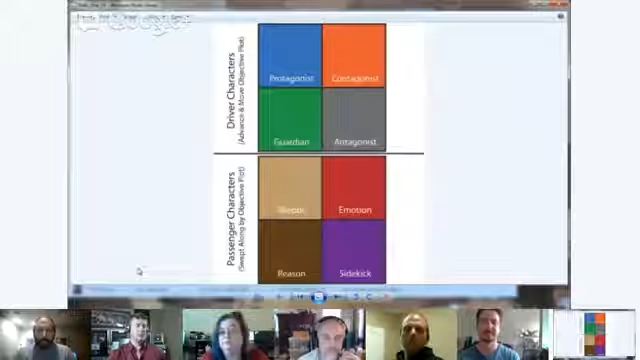 Driver Characters
(Advance & Move Objective Plot)
Protagonist
Contagonist
Guardian
Antagonist
Passenger Characters
(Swept Along by Objective Plot)
Skeptic
Emotion
Reason
Sidekick